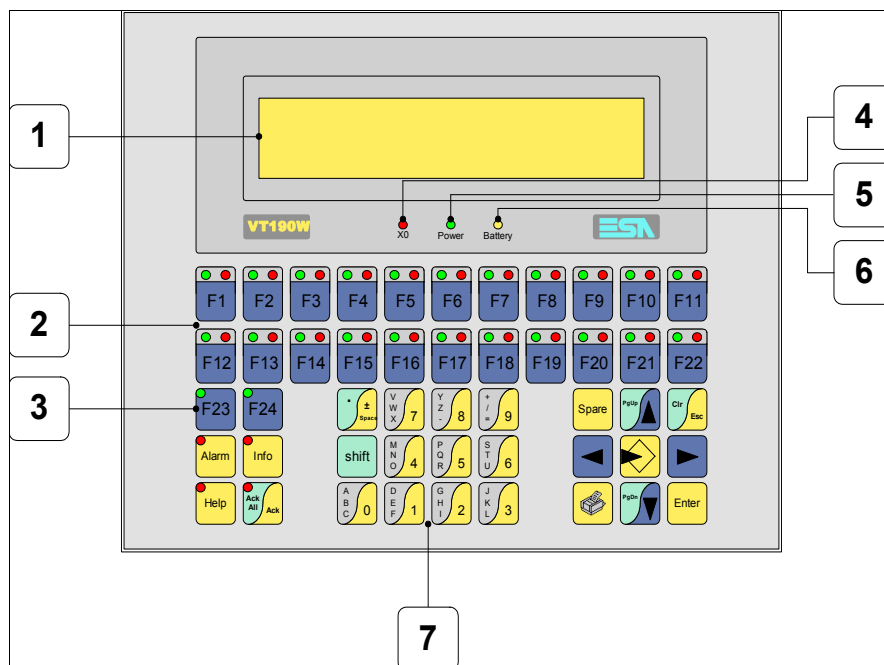 1
4
5
6
VT190W
X0
Power
Battery
ESA
F1 F2 F3 F4 F5 F6 F7 F8 F9 F10 F11
2
F12 F13 F14 F15 F16 F17 F18 F19 F20 F21 F22
3
F23 F24
. ± Space
V W X 7
Y Z - 8
+ / = 9
Spare
PgUp
Clr Esc
Alarm
Info
shift
M N O 4
P Q R 5
S T U 6
Help
Ack All Ack
A B C 0
D E F 1
G H I 2
J K L 3
PgDn
Enter
7